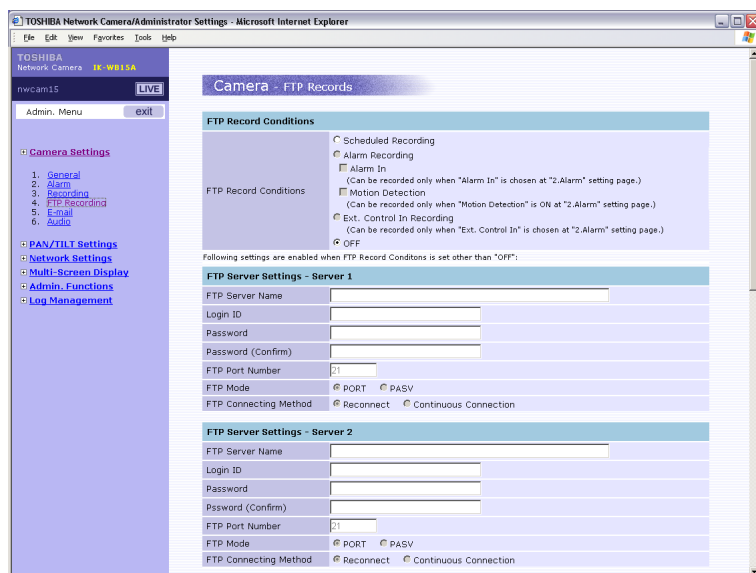 TOSHIBA Network Camera/Administrator Settings - Microsoft Internet Explorer
File Edit View Favorites Tools Help
TOSHIBA
Network Camera IK-WB15A
nwcam15 LIVE
Admin. Menu exit
Camera Settings
1. General
2. Alarm
3. Recording
4. FTP Recording
5. E-mail
6. Audio
PAN/TILT Settings
Network Settings
Multi-Screen Display
Admin. Functions
Log Management
Camera - FTP Records
FTP Record Conditions
FTP Record Conditions
Scheduled Recording
Alarm Recording
Alarm In
(Can be recorded only when "Alarm In" is chosen at "2.Alarm" setting page.)
Motion Detection
(Can be recorded only when "Motion Detection" is ON at "2.Alarm" setting page.)
Ext. Control In Recording
(Can be recorded only when "Ext. Control In" is chosen at "2.Alarm" setting page.)
OFF
Following settings are enabled when FTP Record Conditons is set other than "OFF":
FTP Server Settings - Server 1
FTP Server Name
Login ID
Password
Password (Confirm)
FTP Port Number 21
FTP Mode PORT PASV
FTP Connecting Method Reconnect Continuous Connection
FTP Server Settings - Server 2
FTP Server Name
Login ID
Password
Pssword (Confirm)
FTP Port Number 21
FTP Mode PORT PASV
FTP Connecting Method Reconnect Continuous Connection